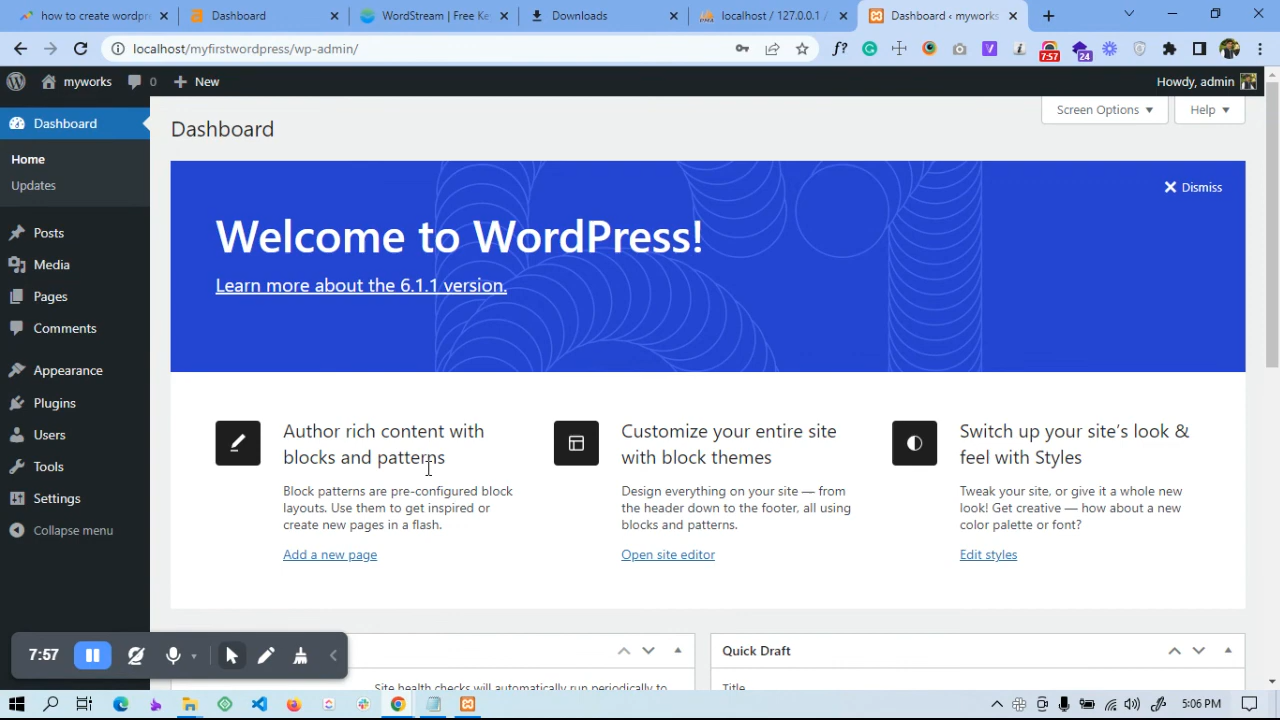 how to create wordpr
Dashboard
WordStream | Free Ke
Downloads
localhost / 127.0.0.1 /
Dashboard ‹ myworks
localhost/myfirstwordpress/wp-admin/
f?
7:57
24
myworks
0
New
Howdy, admin
Dashboard
Home
Updates
Posts
Media
Pages
Comments
Appearance
Plugins
Users
Tools
Settings
Collapse menu
Screen Options
Help
Dashboard
Dismiss
Welcome to WordPress!
Learn more about the 6.1.1 version.
Author rich content with
blocks and patterns
Block patterns are pre-configured block
layouts. Use them to get inspired or
create new pages in a flash.
Add a new page
Customize your entire site
with block themes
Design everything on your site — from
the header down to the footer, all using
blocks and patterns.
Open site editor
Switch up your site’s look &
feel with Styles
Tweak your site, or give it a whole new
look! Get creative — how about a new
color palette or font?
Edit styles
7:57
Site health checks will automatically run periodically to
Quick Draft
Title
5:06 PM